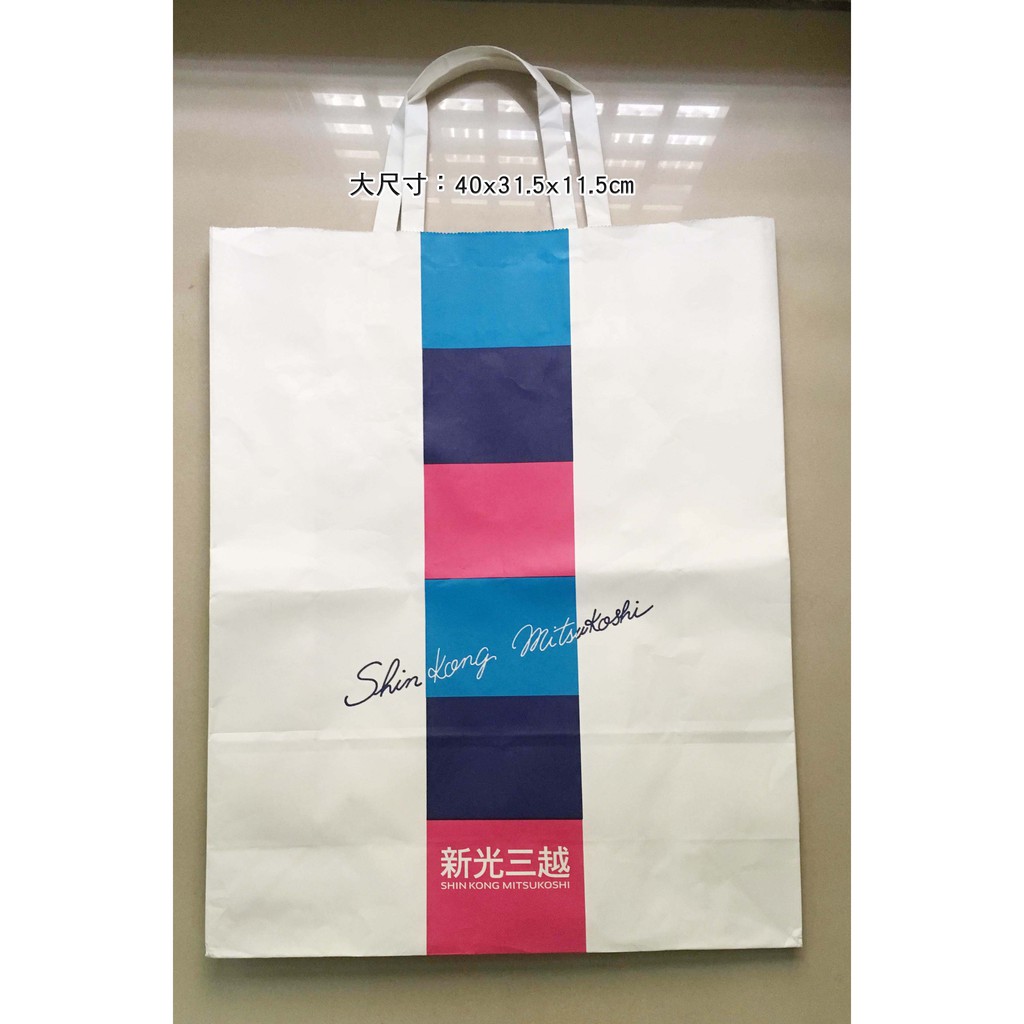 大尺寸：40x31.5x11.5cm
Shin Kong Mitsukoshi
新光三越
SHIN KONG MITSUKOSHI